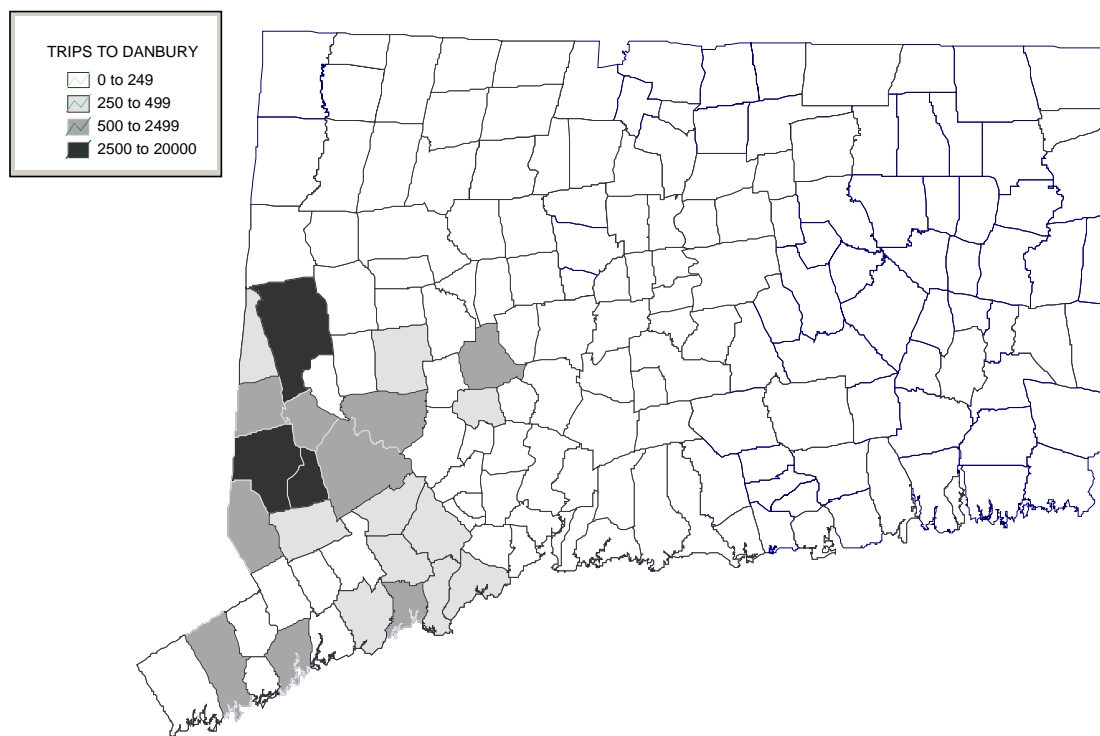 TRIPS TO DANBURY
0 to 249
250 to 499
500 to 2499
2500 to 20000